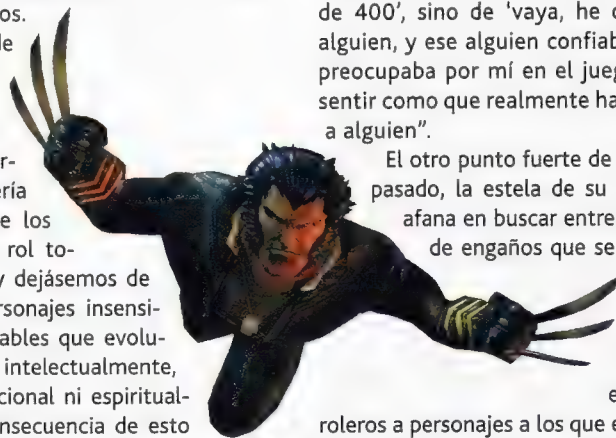 os.
de
r-
ería
e los
rol to-
y dejásemos de
rsonajes insensi-
ables que evolu-
intelectualmente,
cional ni espiritual-
nsecuencia de esto
de 400', sino de 'vaya, he
alguien, y ese alguien confiab
preocupaba por mí en el jueg
sentir como que realmente ha
a alguien".
El otro punto fuerte de
pasado, la estela de su
afana en buscar entre
de engaños que se
e
roleros a personajes a los que